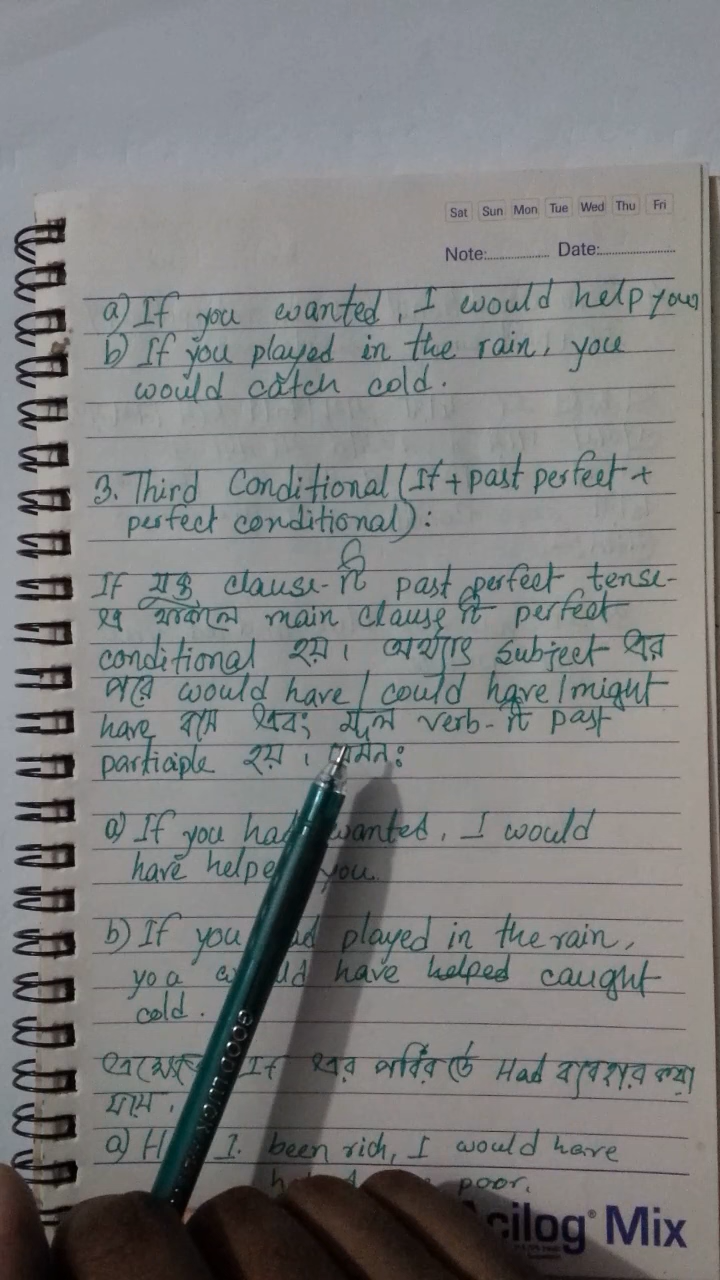 Sat Sun Mon Tue Wed Thu Fri
Note:.................. Date:........................
a) If you wanted, I would help you
b) If you played in the rain, you
would catch cold.
3. Third Conditional (If + past perfect +
perfect conditional):
If যুক্ত clause-টি past perfect tense-
এ থাকলে main clause টি perfect
conditional হয়। অর্থ্যাৎ Subject এর
পরে would have / could have / might
have বসে এবং মূল verb-টি past
participle হয়। যেমনঃ
a) If you had wanted, I would
have helped you.
b) If you had played in the rain,
you would have helped caught
cold.
If এর পরিবর্তে Had ব্যবহার করা
যায়.
a) I been rich, I would have
poor.
GOOD LUCK
Acilog® Mix